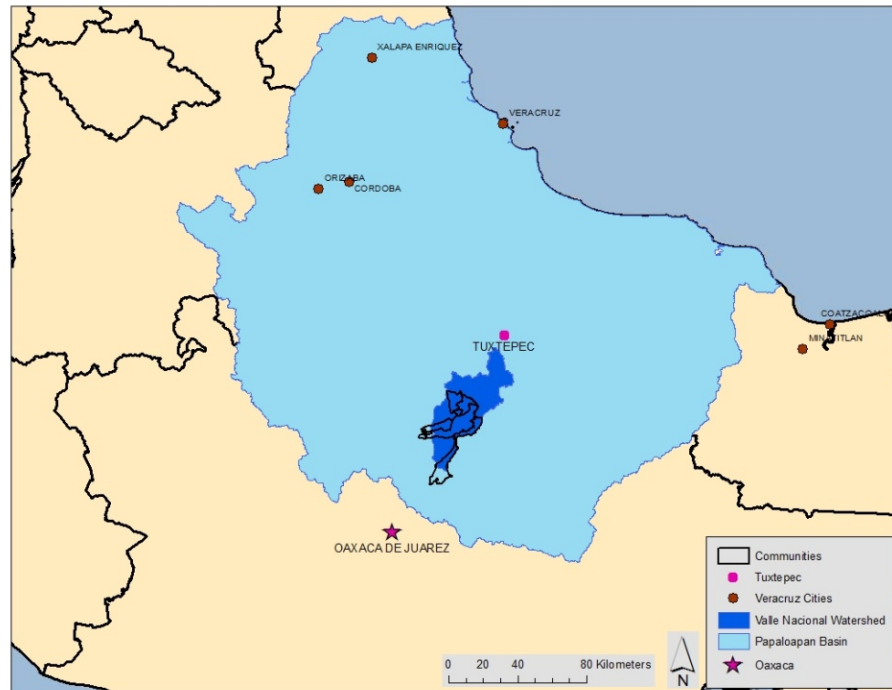 XALAPA ENRIQUEZ
VERACRUZ
ORIZABA
CORDOBA
TUXTEPEC
MINATITLAN
OAXACA DE JUAREZ
Communities
Tuxtepec
Veracruz Cities
Valle Nacional Watershed
Papaloapan Basin
Oaxaca
0 20 40 80 Kilometers
N